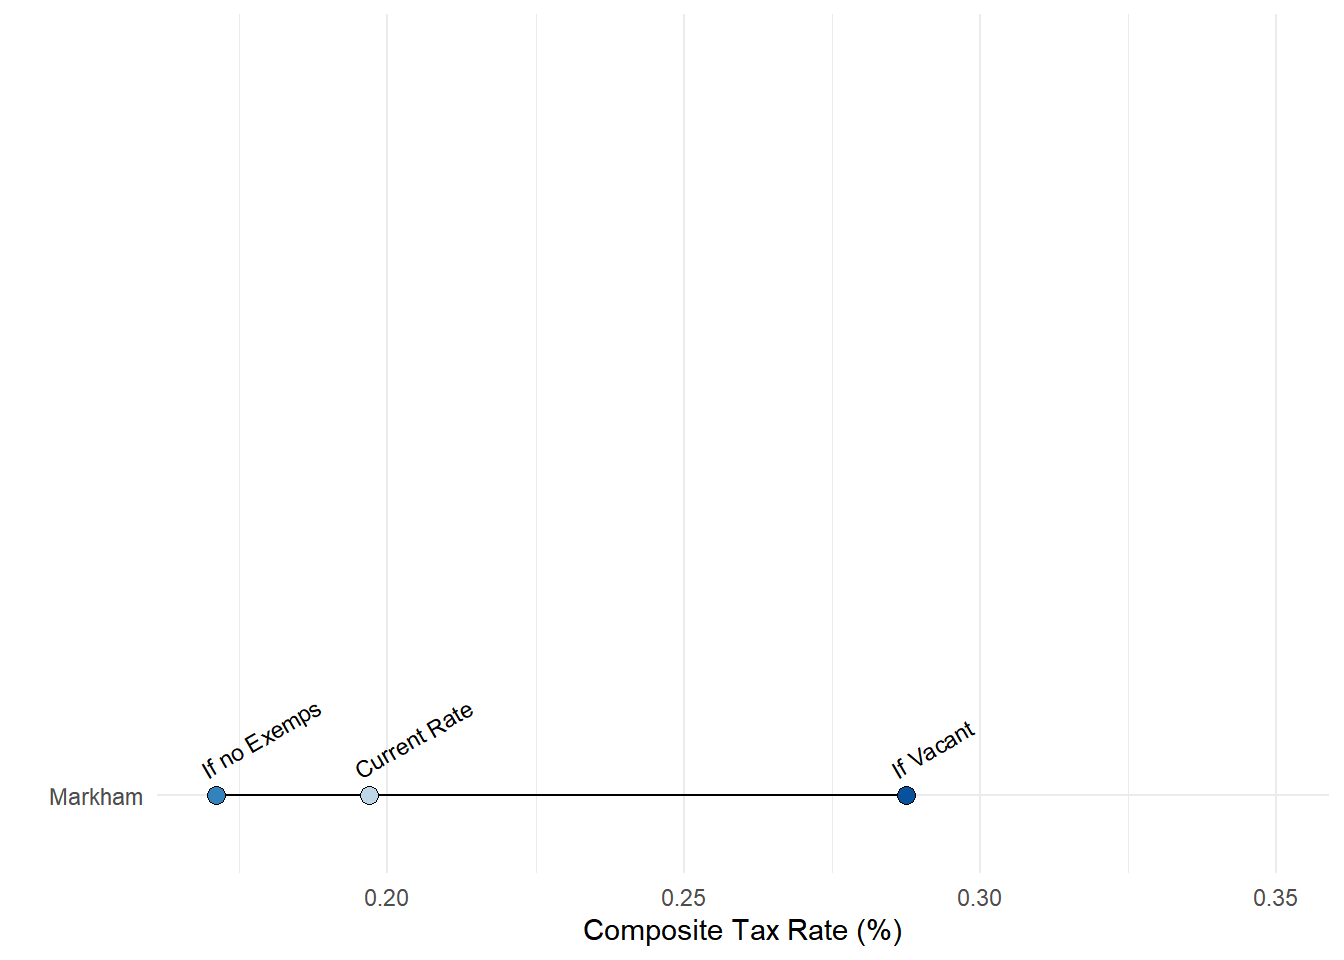 If no Exemps
Current Rate
If Vacant
Markham
0.20
0.25
0.30
0.35
Composite Tax Rate (%)